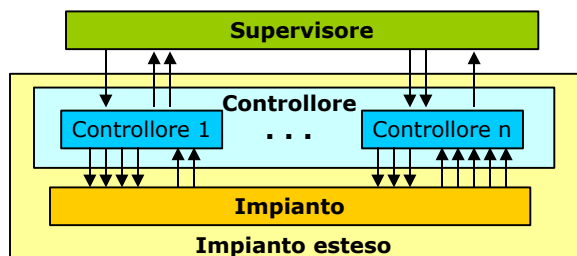 Supervisore
Controllore
Controllore 1
. . .
Controllore n
Impianto
Impianto esteso